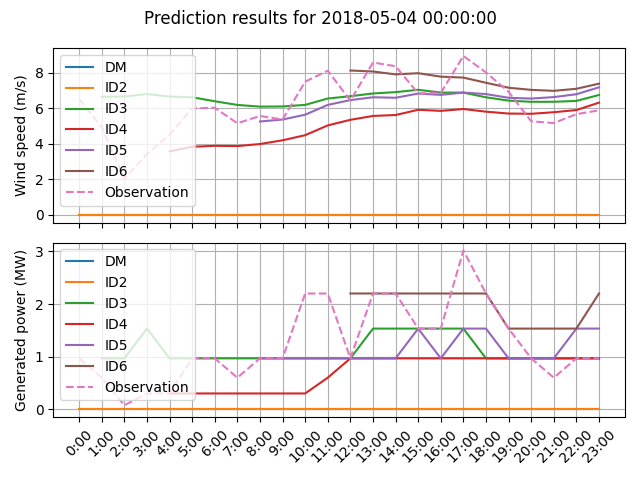 Prediction results for 2018-05-04 00:00:00
Wind speed (m/s)
8
6
4
2
0
DM
ID2
ID3
ID4
ID5
ID6
Observation
Generated power (MW)
3
2
1
0
DM
ID2
ID3
ID4
ID5
ID6
Observation
0:00 1:00 2:00 3:00 4:00 5:00 6:00 7:00 8:00 9:00 10:00 11:00 12:00 13:00 14:00 15:00 16:00 17:00 18:00 19:00 20:00 21:00 22:00 23:00